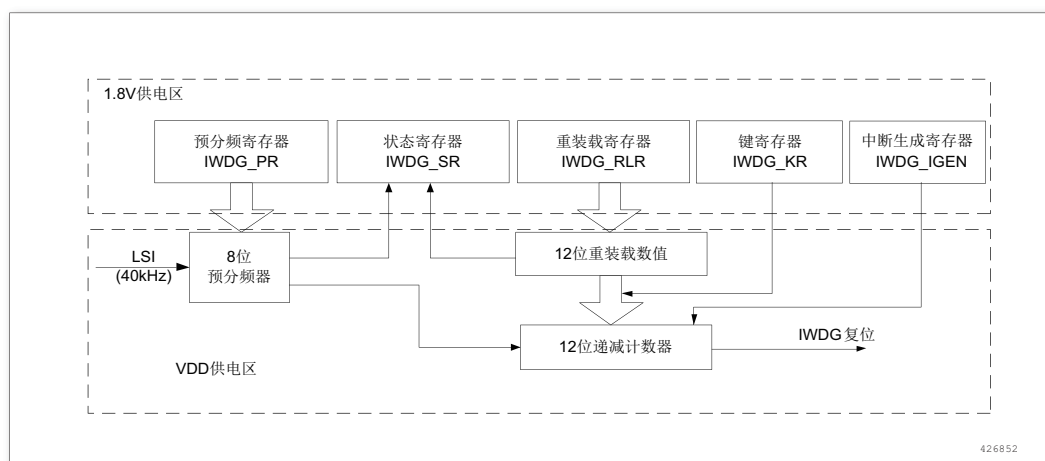 1.8V供电区
预分频寄存器
IWDG_PR
状态寄存器
IWDG_SR
重装载寄存器
IWDG_RLR
键寄存器
IWDG_KR
中断生成寄存器
IWDG_IGEN
LSI
(40kHz)
8位
预分频器
12位重装载数值
12位递减计数器
IWDG复位
VDD供电区
426852